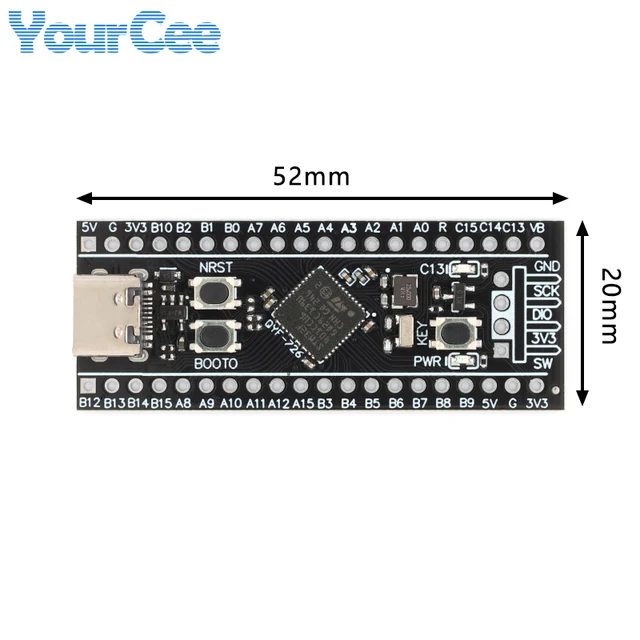 YourCee
52mm
5V G 3V3 B10 B2 B1 B0 A7 A6 A5 A4 A3 A2 A1 A0 R C15 C14 C13 VB
NRST
C13
GND
SCK
DIO
3V3
SW
KEY
PWR
BOOT0
QYF-726
20mm
B12 B13 B14 B15 A8 A9 A10 A11 A12 A15 B3 B4 B5 B6 B7 B8 B9 5V G 3V3